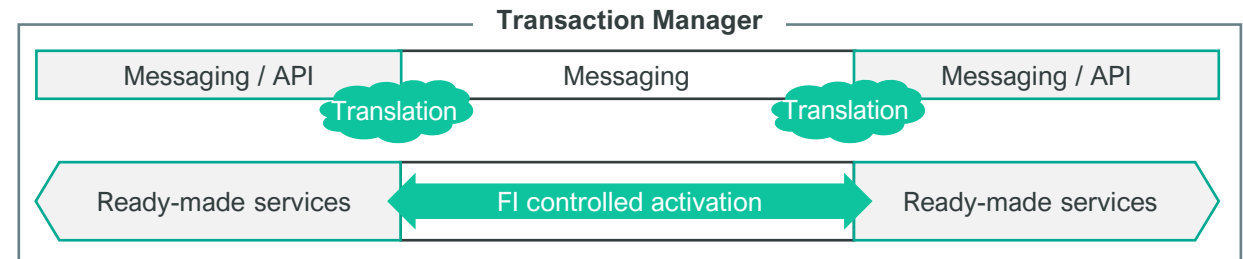 Transaction Manager
Messaging / API
Messaging
Messaging / API
Translation
Translation
Ready-made services
FI controlled activation
Ready-made services